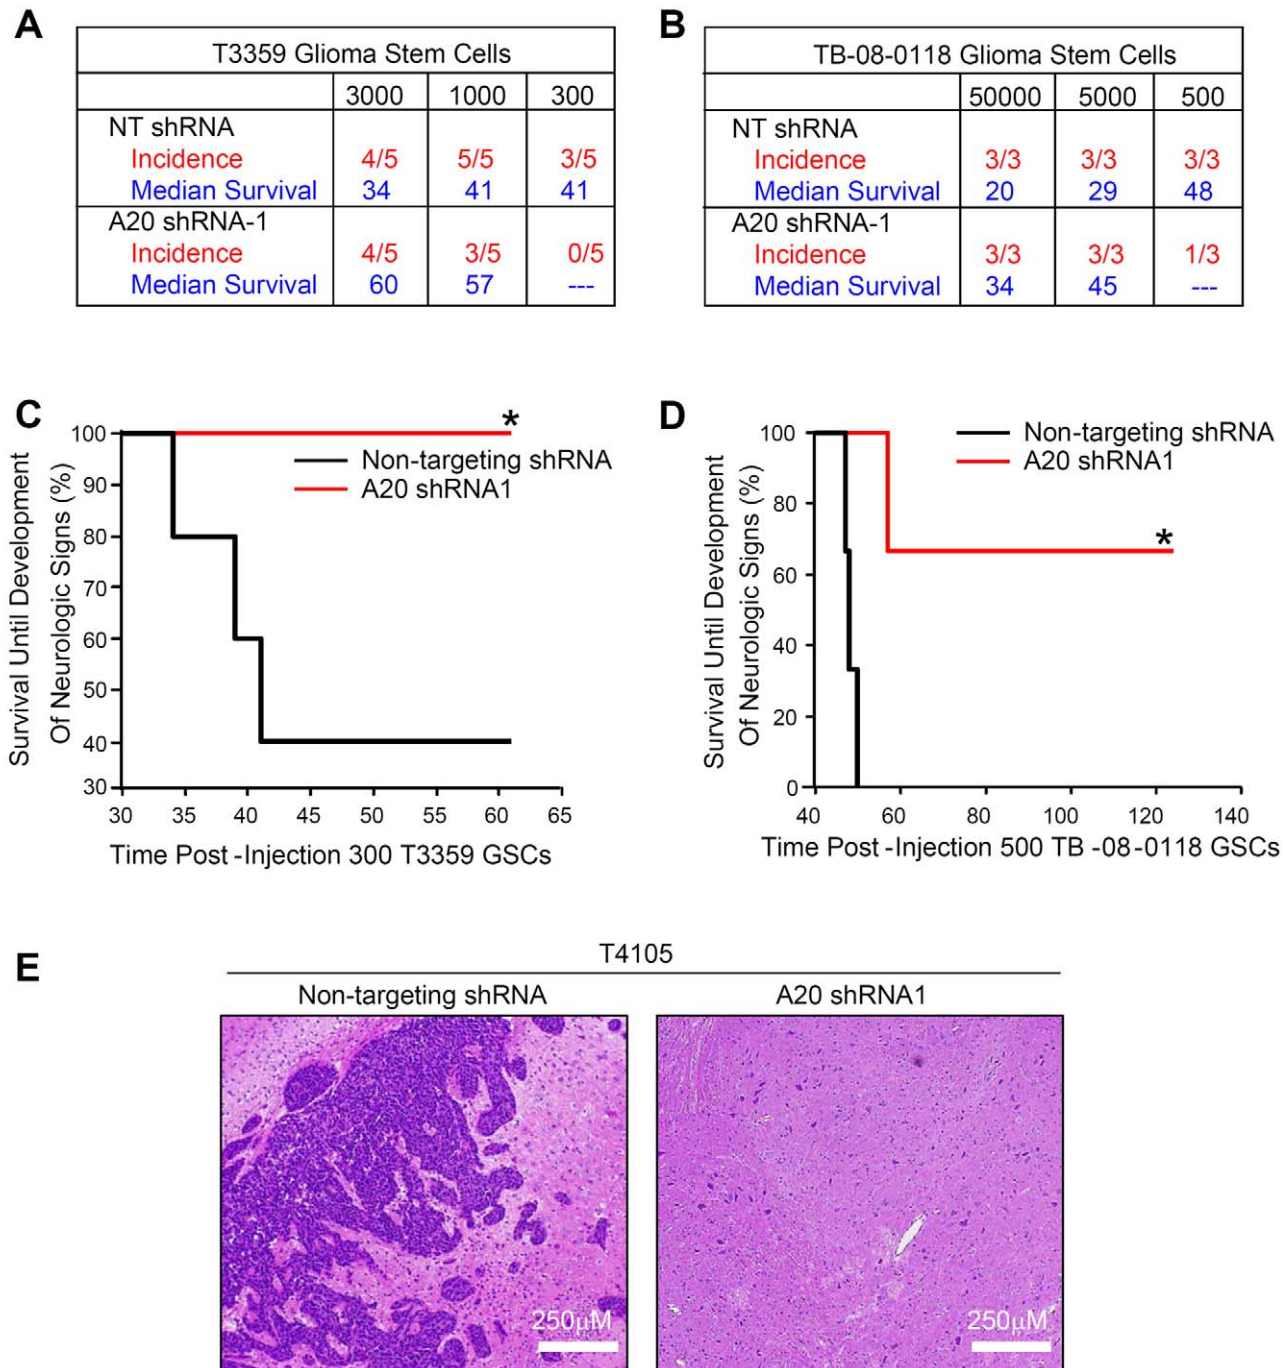 A
T3359 Glioma Stem Cells
3000 1000 300
NT shRNA
Incidence 4/5 5/5 3/5
Median Survival 34 41 41
A20 shRNA-1
Incidence 4/5 3/5 0/5
Median Survival 60 57 ---
B
TB-08-0118 Glioma Stem Cells
50000 5000 500
NT shRNA
Incidence 3/3 3/3 3/3
Median Survival 20 29 48
A20 shRNA-1
Incidence 3/3 3/3 1/3
Median Survival 34 45 ---
C
Survival Until Development
Of Neurologic Signs (%)
100
90
80
70
60
50
40
30
*
Non-targeting shRNA
A20 shRNA1
30 35 40 45 50 55 60 65
Time Post -Injection 300 T3359 GSCs
D
Survival Until Development
Of Neurologic Signs (%)
100
80
60
40
20
0
Non-targeting shRNA
A20 shRNA1
*
40 60 80 100 120 140
Time Post -Injection 500 TB -08-0118 GSCs
E
T4105
Non-targeting shRNA
A20 shRNA1
250μM
250μM